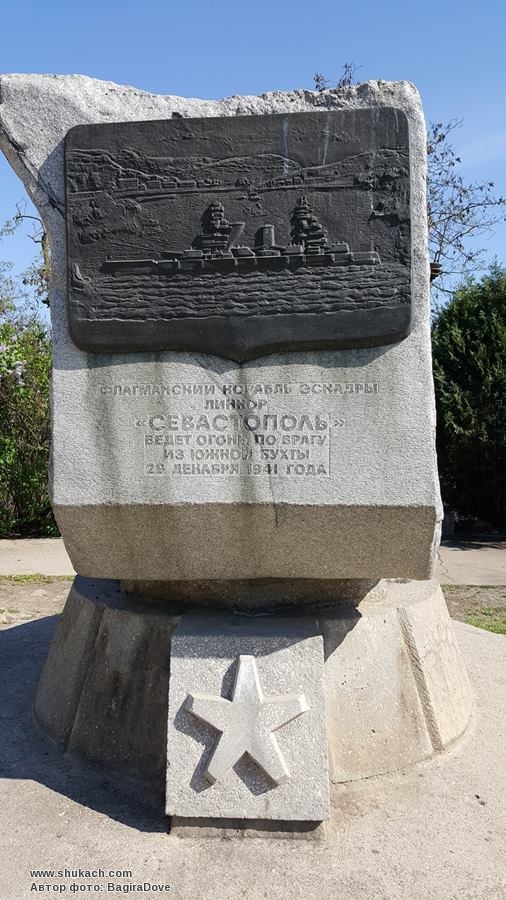 ФЛАГМАНСКИЙ КОРАБЛЬ ЭСКАДРЫ
ЛИНКОР
«СЕВАСТОПОЛЬ»
ВЕДЕТ ОГОНЬ ПО ВРАГУ
ИЗ ЮЖНОЙ БУХТЫ
29 ДЕКАБРЯ 1941 ГОДА
www.shukach.com
Автор фото: BagiraDove